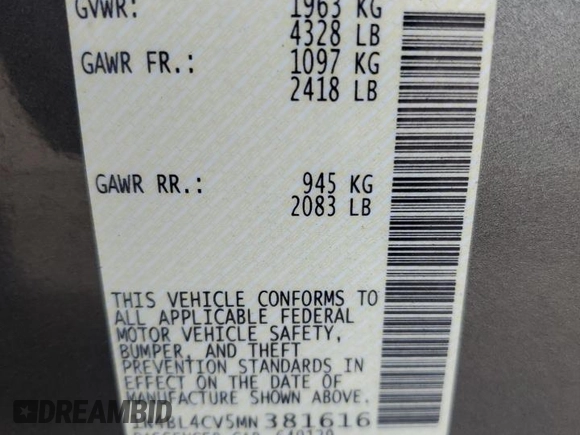 GVWR: 1963 KG
4328 LB
GAWR FR.: 1097 KG
2418 LB
GAWR RR.: 945 KG
2083 LB
THIS VEHICLE CONFORMS TO
ALL APPLICABLE FEDERAL
MOTOR VEHICLE SAFETY,
BUMPER, AND THEFT
PREVENTION STANDARDS IN
EFFECT ON THE DATE OF
MANUFACTURE SHOWN ABOVE.
1N4BL4CV5MN381616
DREAMBID